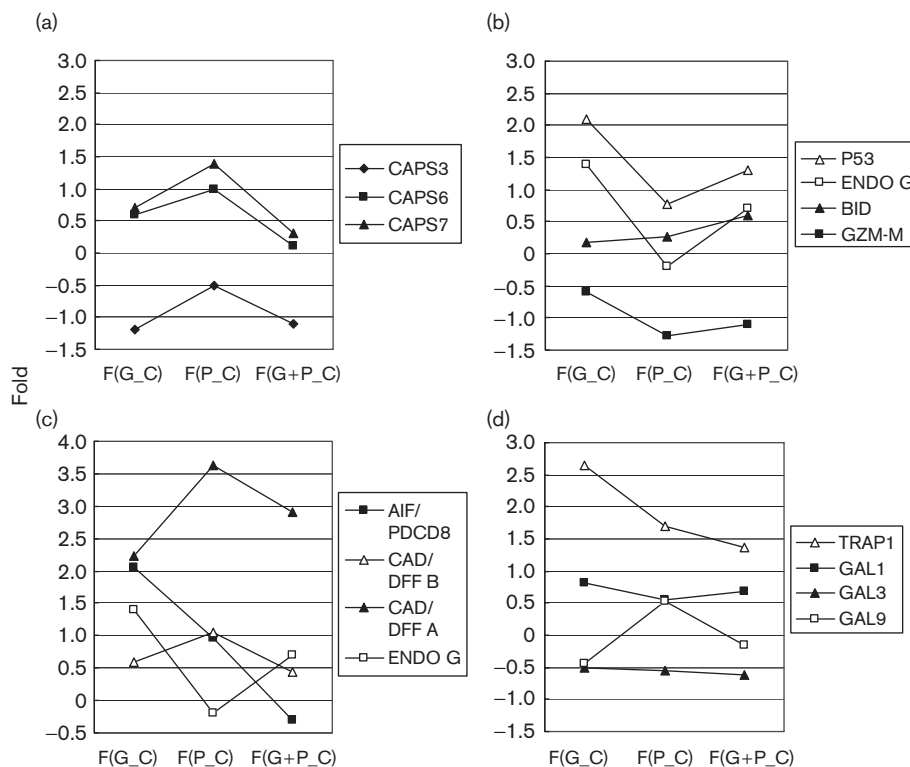 (a)
3.0
2.5
2.0
1.5
1.0
0.5
0
−0.5
−1.0
−1.5
F(G_C) F(P_C) F(G+P_C)
CAPS3
CAPS6
CAPS7
(b)
3.0
2.5
2.0
1.5
1.0
0.5
0
−0.5
−1.0
−1.5
F(G_C) F(P_C) F(G+P_C)
P53
ENDO G
BID
GZM-M
Fold
(c)
4.0
3.5
3.0
2.5
2.0
1.5
1.0
0.5
0
−0.5
F(G_C) F(P_C) F(G+P_C)
AIF/
PDCD8
CAD/
DFF B
CAD/
DFF A
ENDO G
(d)
3.0
2.5
2.0
1.5
1.0
0.5
0
−0.5
−1.0
−1.5
F(G_C) F(P_C) F(G+P_C)
TRAP1
GAL1
GAL3
GAL9